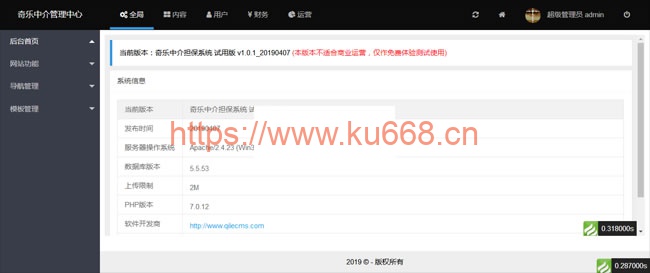 奇乐中介管理中心 全局 内容 用户 财务 运营 超级管理员 admin
后台首页
网站功能
导航管理
模板管理
当前版本：奇乐中介担保系统 试用版 v1.0.1_20190407 (本版本不适合商业运营，仅作免费体验测试使用)
系统信息
当前版本 奇乐中介担保系统
发布时间 20190407
https://www.ku668.cn
服务器操作系统 Apache/2.4.23 (Win3
数据库版本 5.5.53
上传限制 2M
PHP版本 7.0.12
软件开发商 http://www.qilecms.com
0.318000s
2019 © - 版权所有
0.287000s